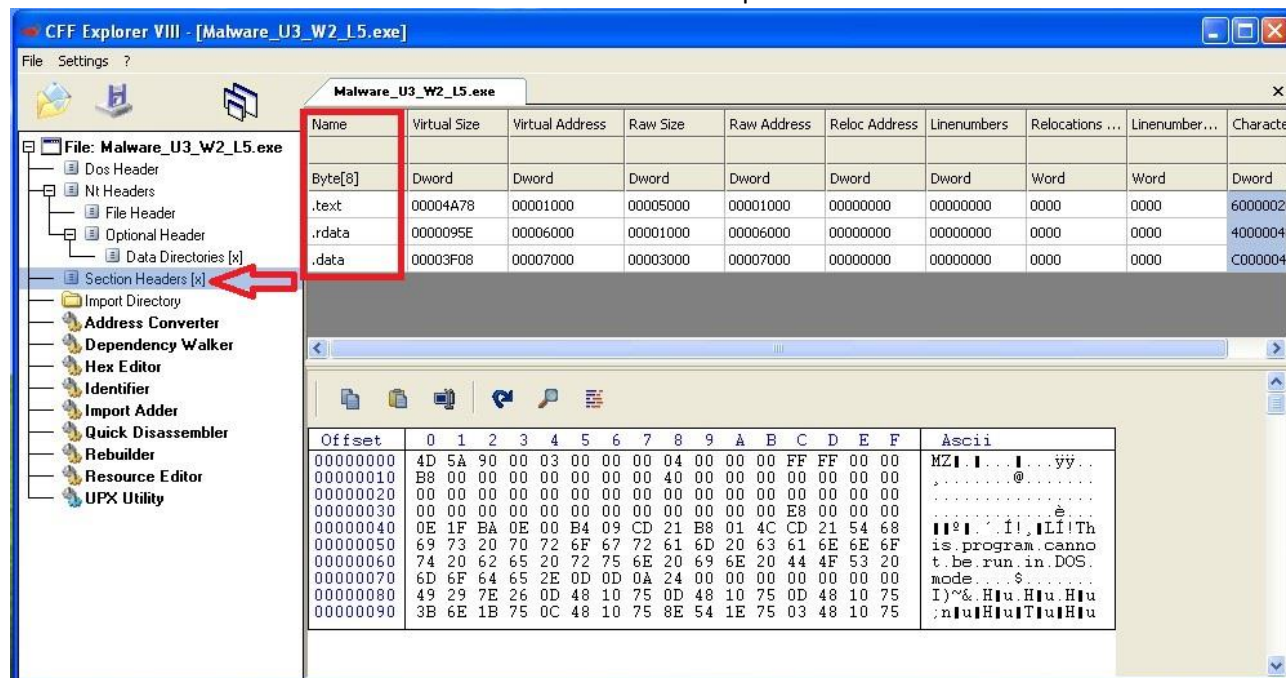 CFF Explorer VIII - [Malware_U3_W2_L5.exe]
File Settings ?
Malware_U3_W2_L5.exe
File: Malware_U3_W2_L5.exe
Dos Header
Nt Headers
File Header
Optional Header
Data Directories [x]
Section Headers [x]
Import Directory
Address Converter
Dependency Walker
Hex Editor
Identifier
Import Adder
Quick Disassembler
Rebuilder
Resource Editor
UPX Utility
Name Virtual Size Virtual Address Raw Size Raw Address Reloc Address Linenumbers Relocations ... Linenumber... Characte
Byte[8] Dword Dword Dword Dword Dword Dword Word Word Dword
.text 00004A78 00001000 00005000 00001000 00000000 00000000 0000 0000 6000002
.rdata 0000095E 00006000 00001000 00006000 00000000 00000000 0000 0000 4000004
.data 00003F08 00007000 00003000 00007000 00000000 00000000 0000 0000 C000004
Offset 0 1 2 3 4 5 6 7 8 9 A B C D E F Ascii
00000000 4D 5A 90 00 03 00 00 00 04 00 00 00 FF FF 00 00 MZ▮.▮...▮...ÿÿ..
00000010 B8 00 00 00 00 00 00 00 40 00 00 00 00 00 00 00 ¸.......@.......
00000020 00 00 00 00 00 00 00 00 00 00 00 00 00 00 00 00 ................
00000030 00 00 00 00 00 00 00 00 00 00 00 00 E8 00 00 00 ............è...
00000040 0E 1F BA 0E 00 B4 09 CD 21 B8 01 4C CD 21 54 68 ▮▮º▮.´.Í!¸▮LÍ!Th
00000050 69 73 20 70 72 6F 67 72 61 6D 20 63 61 6E 6E 6F is.program.canno
00000060 74 20 62 65 20 72 75 6E 20 69 6E 20 44 4F 53 20 t.be.run.in.DOS.
00000070 6D 6F 64 65 2E 0D 0D 0A 24 00 00 00 00 00 00 00 mode....$.......
00000080 49 29 7E 26 0D 48 10 75 0D 48 10 75 0D 48 10 75 I)~&.H▮u.H▮u.H▮u
00000090 3B 6E 1B 75 0C 48 10 75 8E 54 1E 75 03 48 10 75 ;n▮u▮H▮u▮T▮u▮H▮u